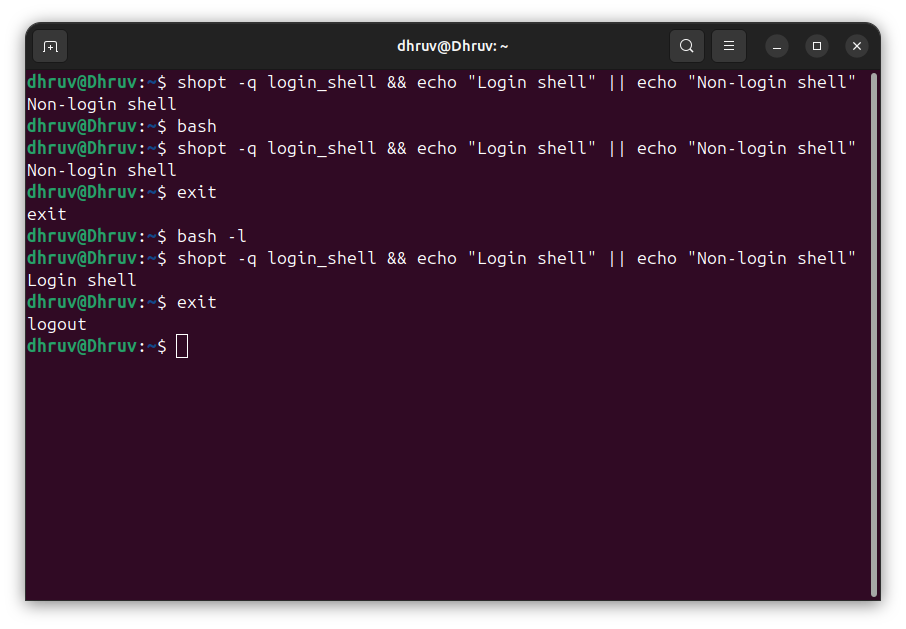 dhruv@Dhruv: ~
dhruv@Dhruv:~$ shopt -q login_shell && echo "Login shell" || echo "Non-login shell"
Non-login shell
dhruv@Dhruv:~$ bash
dhruv@Dhruv:~$ shopt -q login_shell && echo "Login shell" || echo "Non-login shell"
Non-login shell
dhruv@Dhruv:~$ exit
exit
dhruv@Dhruv:~$ bash -l
dhruv@Dhruv:~$ shopt -q login_shell && echo "Login shell" || echo "Non-login shell"
Login shell
dhruv@Dhruv:~$ exit
logout
dhruv@Dhruv:~$